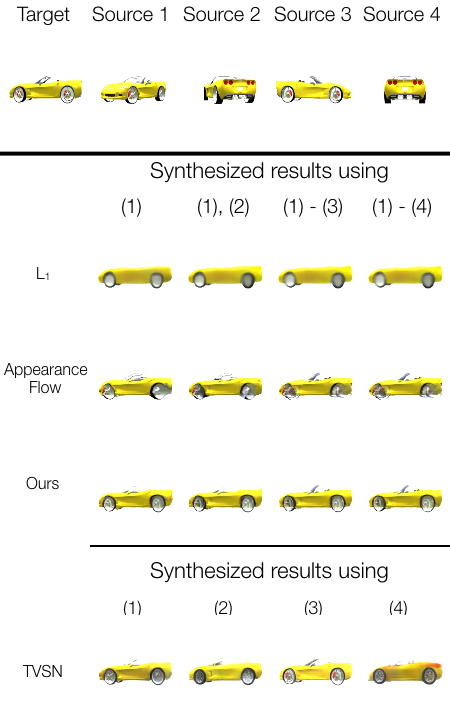 Target Source 1 Source 2 Source 3 Source 4
Synthesized results using
(1) (1), (2) (1) - (3) (1) - (4)
L₁
Appearance
Flow
Ours
Synthesized results using
(1) (2) (3) (4)
TVSN